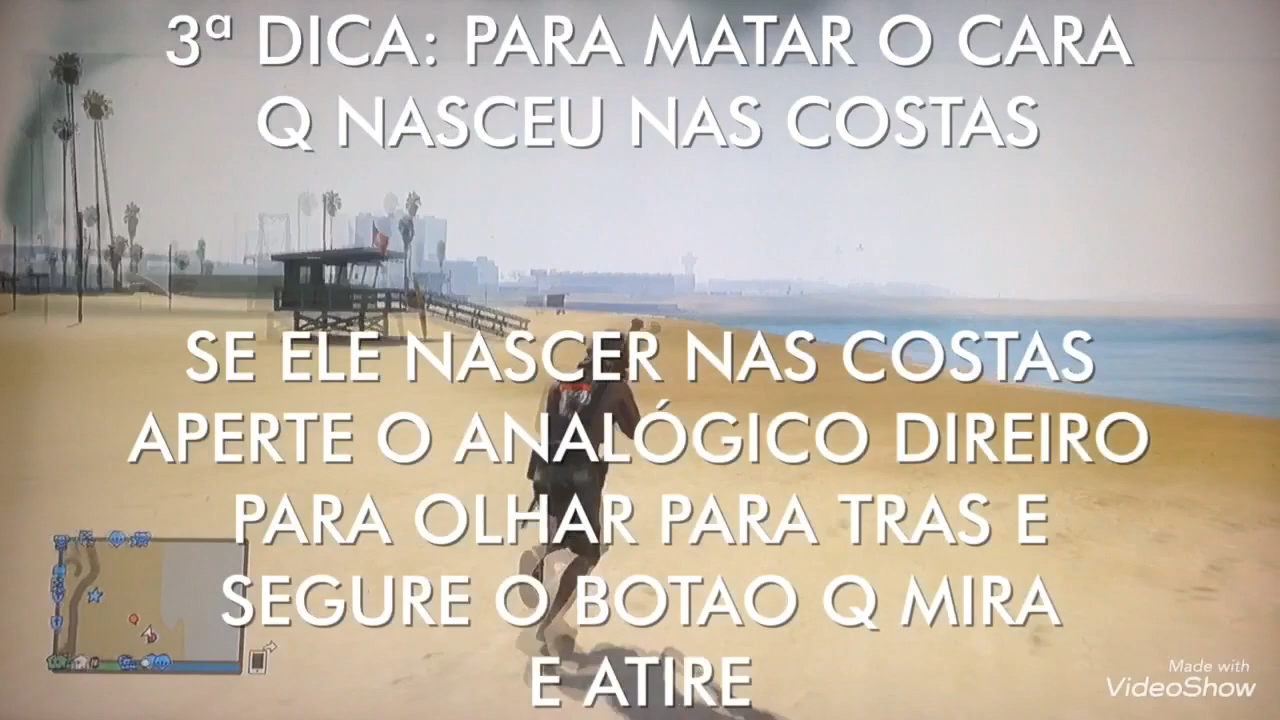 3ª DICA: PARA MATAR O CARA
Q NASCEU NAS COSTAS
SE ELE NASCER NAS COSTAS
APERTE O ANALÓGICO DIREIRO
PARA OLHAR PARA TRAS E
SEGURE O BOTAO Q MIRA
E ATIRE
Made with
VideoShow